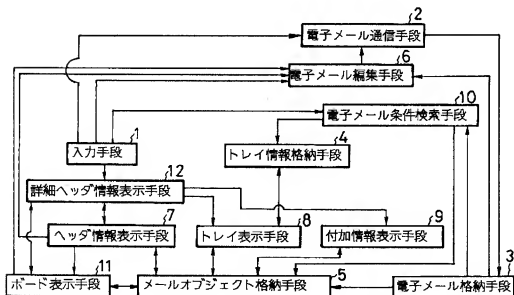 2
電子メール通信手段
6
電子メール編集手段
10
電子メール条件検索手段
1
入力手段
4
トレイ情報格納手段
12
詳細ヘッダ情報表示手段
7
ヘッダ情報表示手段
8
トレイ表示手段
9
付加情報表示手段
3
11
ボード表示手段
5
メールオブジェクト格納手段
電子メール格納手段